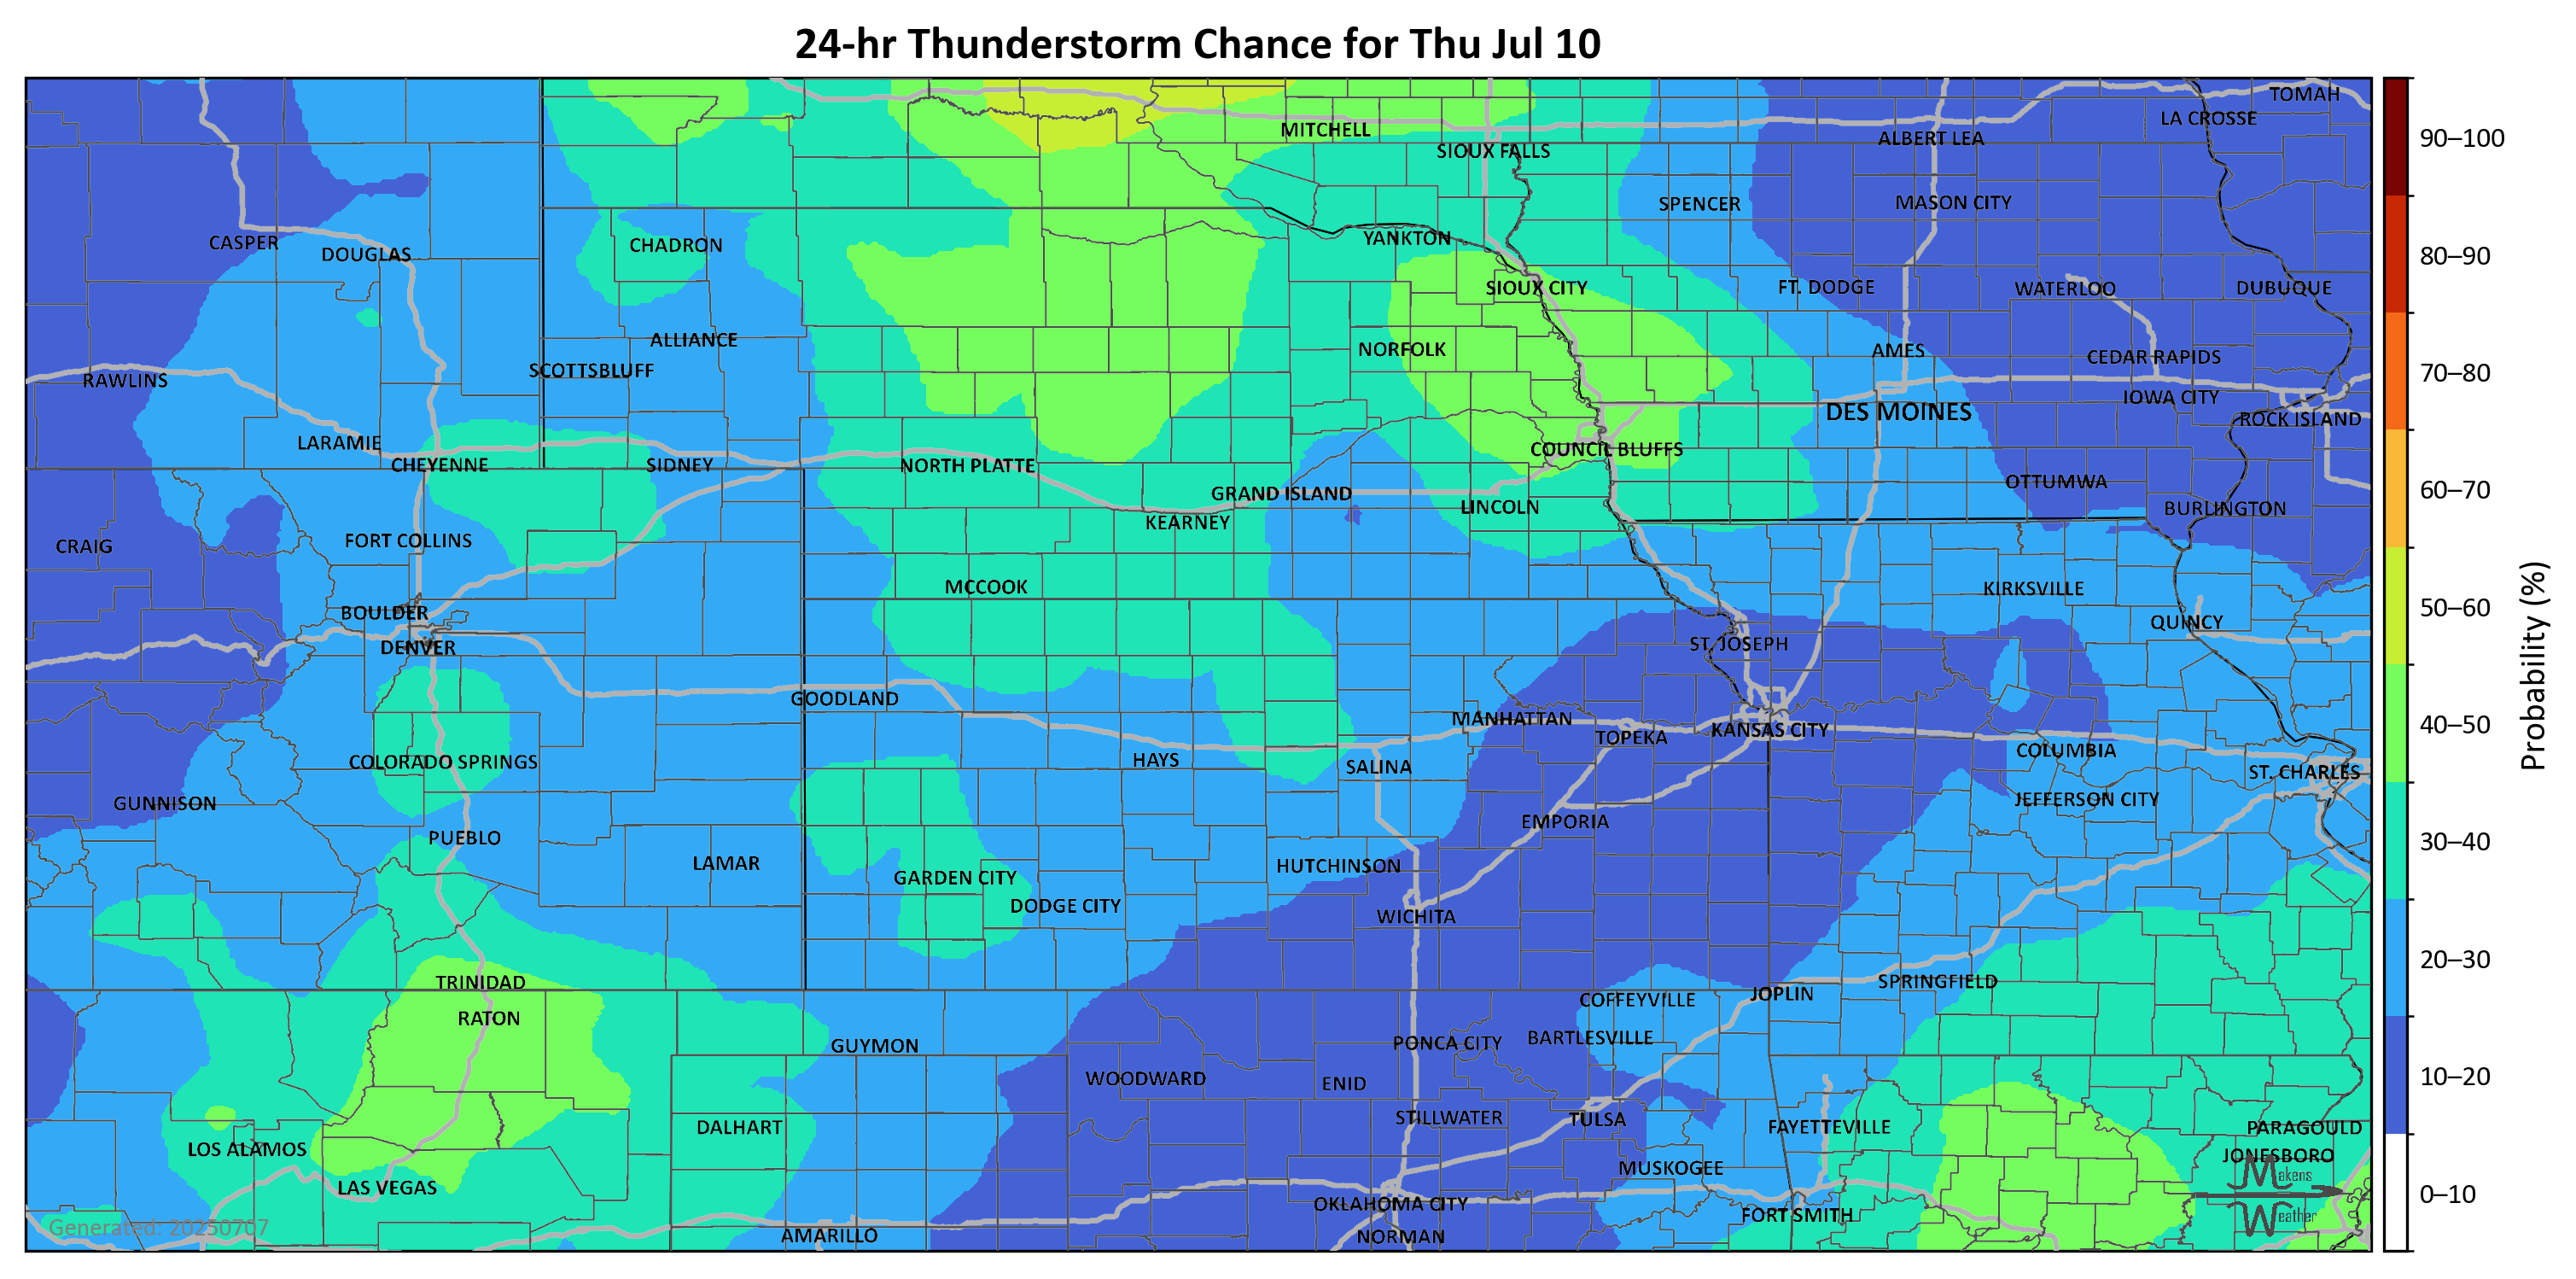 24-hr Thunderstorm Chance for Thu Jul 10
TOMAH
LA CROSSE
MITCHELL
ALBERT LEA
90–100
SIOUX FALLS
SPENCER
MASON CITY
YANKTON
CHADRON
CASPER
DOUGLAS
80–90
SIOUX CITY
FT. DODGE
WATERLOO
DUBUQUE
ALLIANCE
NORFOLK
AMES
CEDAR RAPIDS
SCOTTSBLUFF
70–80
RAWLINS
IOWA CITY
DES MOINES
ROCK ISLAND
LARAMIE
COUNCIL BLUFFS
CHEYENNE
SIDNEY
NORTH PLATTE
OTTUMWA
60–70
GRAND ISLAND
LINCOLN
BURLINGTON
KEARNEY
FORT COLLINS
CRAIG
MCCOOK
KIRKSVILLE
50–60
BOULDER
QUINCY
DENVER
ST. JOSEPH
Probability (%)
GOODLAND
MANHATTAN
40–50
KANSAS CITY
TOPEKA
COLUMBIA
HAYS
COLORADO SPRINGS
SALINA
ST. CHARLES
JEFFERSON CITY
GUNNISON
EMPORIA
PUEBLO
30–40
LAMAR
HUTCHINSON
GARDEN CITY
DODGE CITY
WICHITA
20–30
TRINIDAD
SPRINGFIELD
JOPLIN
COFFEYVILLE
RATON
BARTLESVILLE
PONCA CITY
GUYMON
10–20
WOODWARD
ENID
STILLWATER
TULSA
DALHART
FAYETTEVILLE
PARAGOULD
LOS ALAMOS
JONESBORO
MUSKOGEE
Makens
LAS VEGAS
0–10
OKLAHOMA CITY
FORT SMITH
Weather
Generated: 20250707
AMARILLO
NORMAN